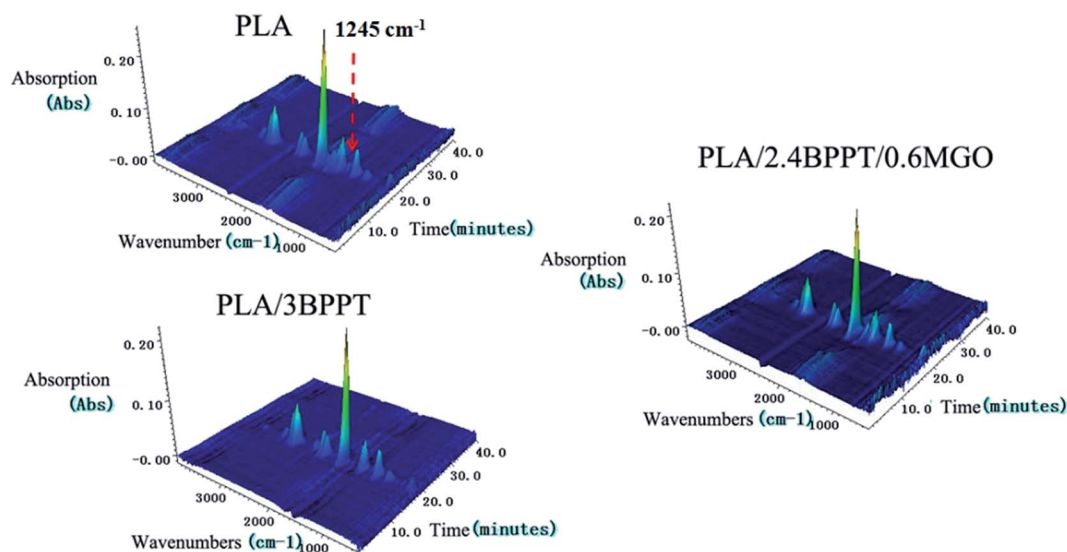 PLA
1245 cm⁻¹
Absorption
(Abs)
0.20
0.10
-0.00
3000
2000
1000
Wavenumber (cm-1)
10.0
20.0
30.0
40.0
Time(minutes)
PLA/3BPPT
Absorption
(Abs)
0.20
0.10
-0.00
3000
2000
1000
Wavenumbers (cm-1)
10.0
20.0
30.0
40.0
Time(minutes)
PLA/2.4BPPT/0.6MGO
Absorption
(Abs)
0.20
0.10
-0.00
3000
2000
1000
Wavenumbers (cm-1)
10.0
20.0
30.0
40.0
Time(minutes)